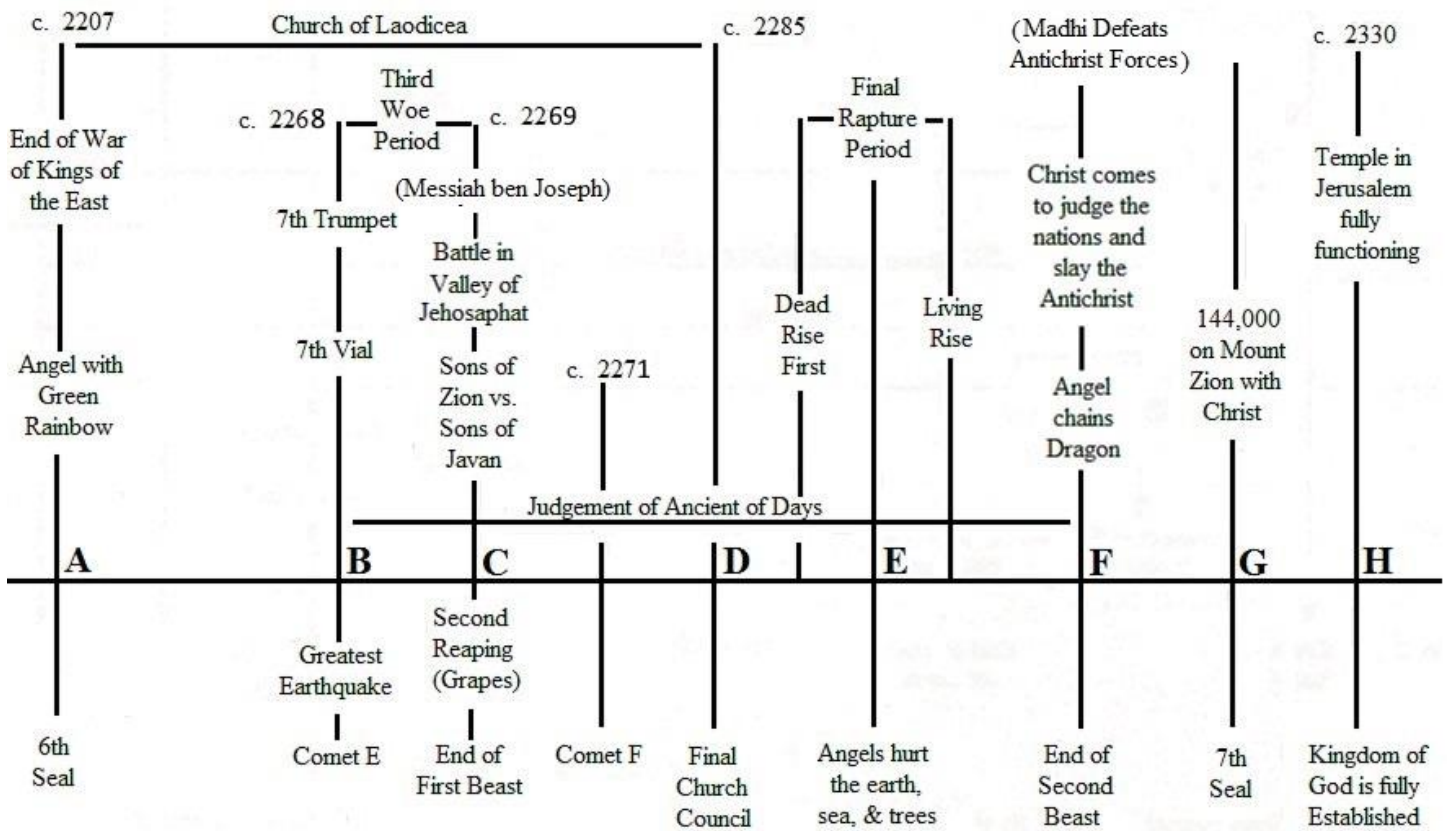 c. 2207
Church of Laodicea
c. 2285
(Madhi Defeats
Antichrist Forces)
c. 2330
End of War
of Kings of
the East
Angel with
Green
Rainbow
c. 2268
Third
Woe
Period
c. 2269
7th Trumpet
7th Vial
(Messiah ben Joseph)
Battle in
Valley of
Jehosaphat
Sons of
Zion vs.
Sons of
Javan
c. 2271
Final
Rapture
Period
Dead
Rise
First
Living
Rise
Christ comes
to judge the
nations and
slay the
Antichrist
Angel
chains
Dragon
144,000
on Mount
Zion with
Christ
Temple in
Jerusalem
fully
functioning
Judgement of Ancient of Days
A
B
C
D
E
F
G
H
6th
Seal
Greatest
Earthquake
Comet E
Second
Reaping
(Grapes)
End of
First Beast
Comet F
Final
Church
Council
Angels hurt
the earth,
sea, & trees
End of
Second
Beast
7th
Seal
Kingdom of
God is fully
Established